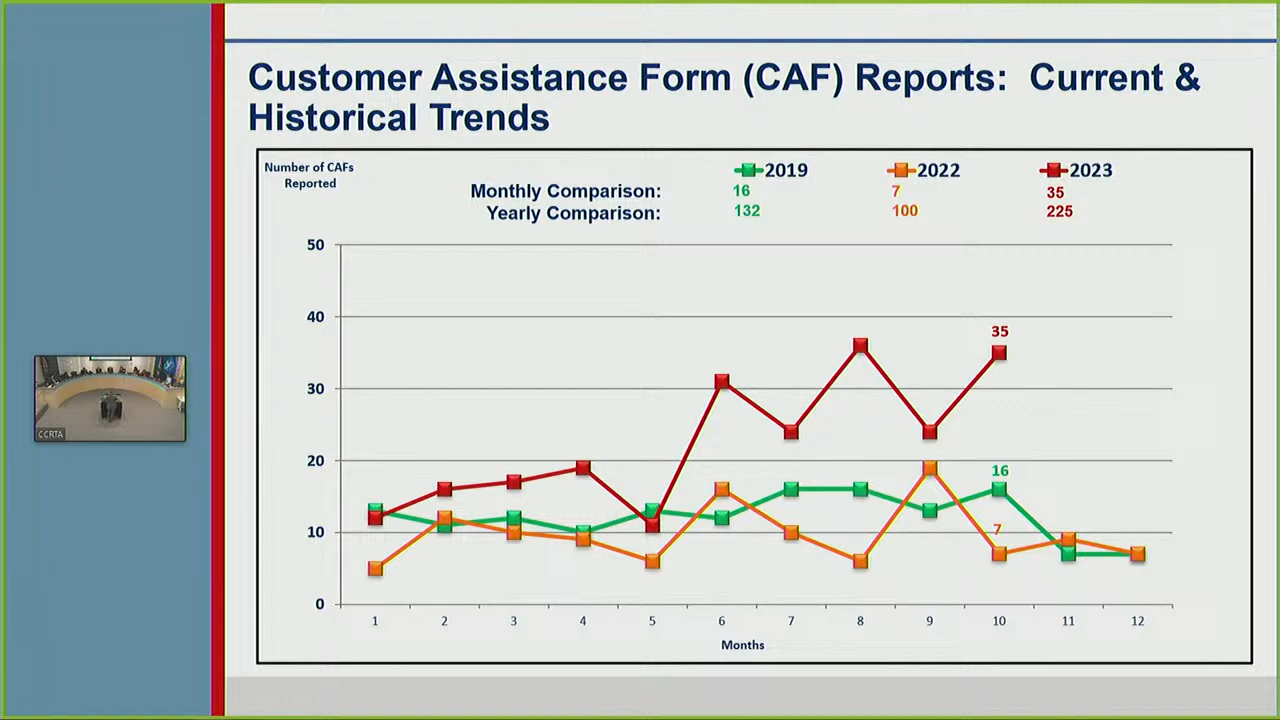 Customer Assistance Form (CAF) Reports: Current &
Historical Trends
Number of CAFs
Reported
2019 2022 2023
Monthly Comparison: 16 7 35
Yearly Comparison: 132 100 225
50
40
30
20
10
0
35
16
7
1 2 3 4 5 6 7 8 9 10 11 12
Months
CCRTA